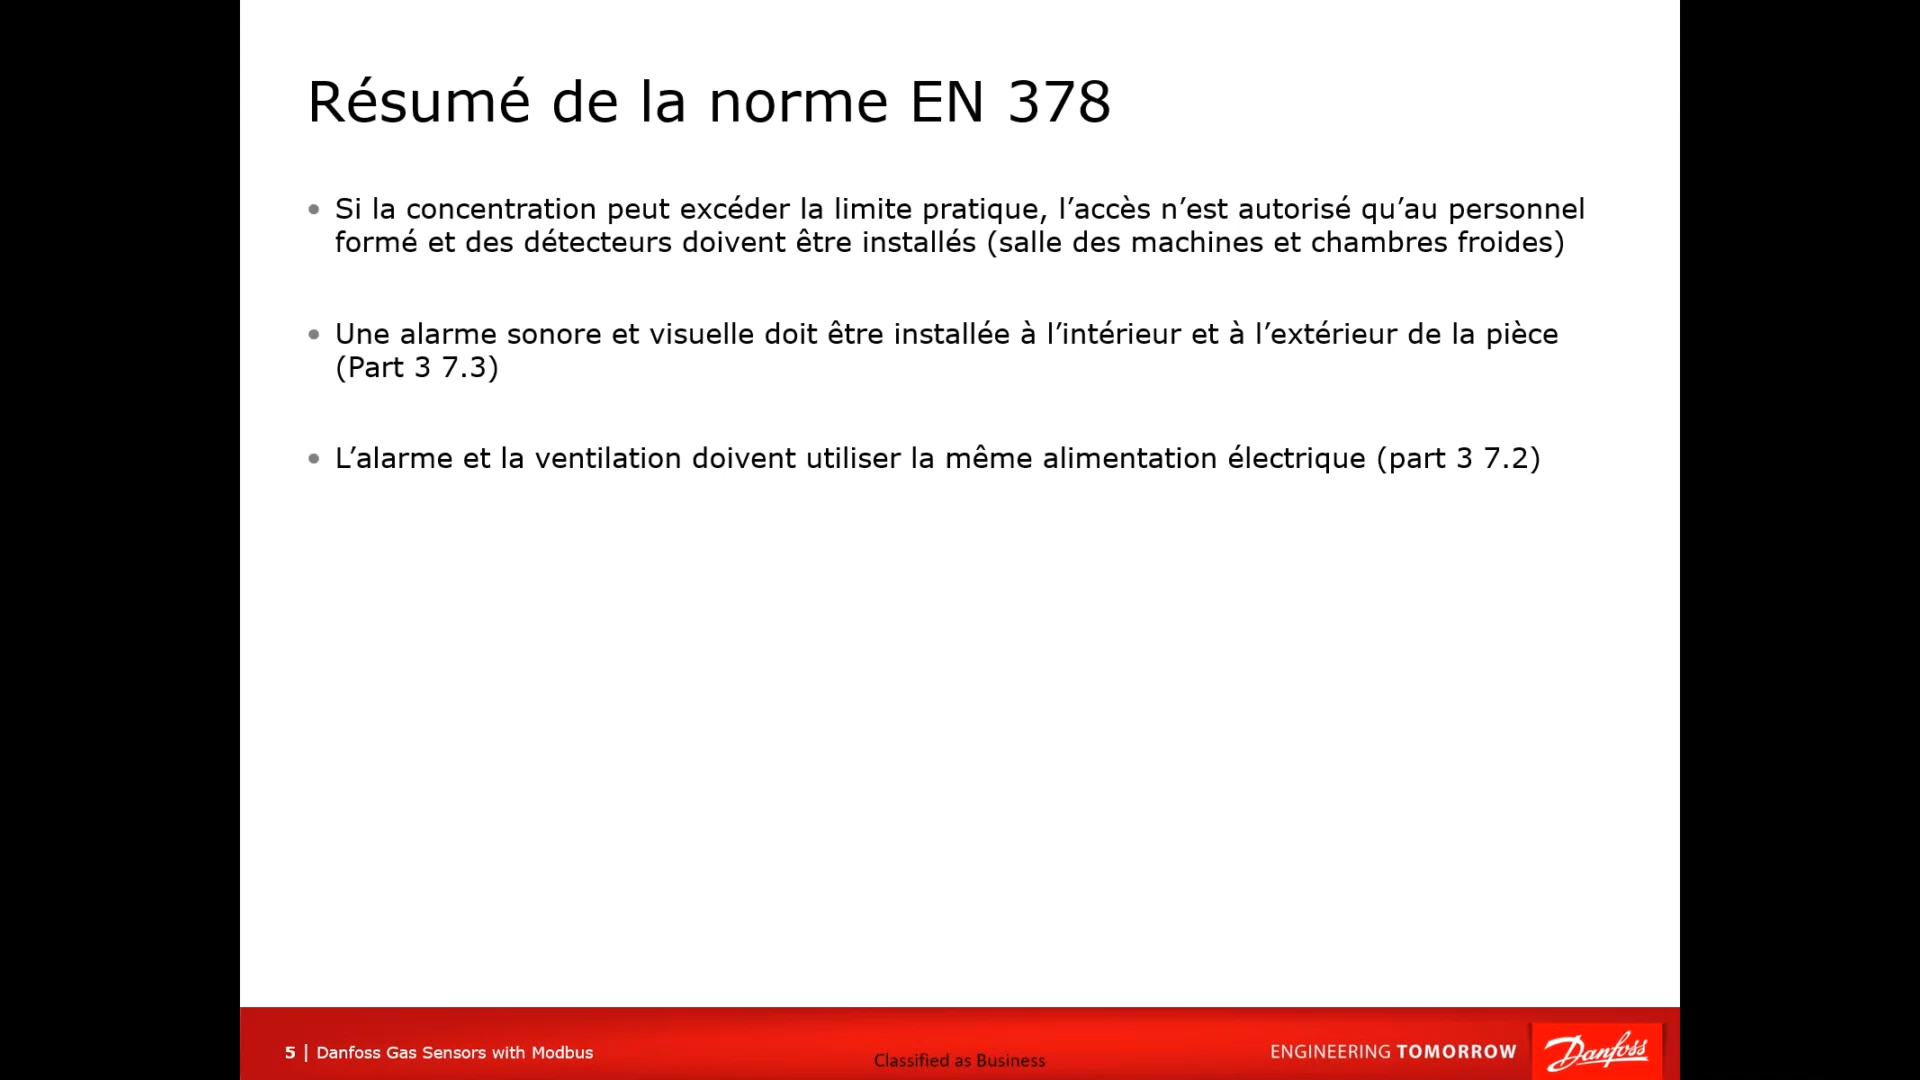 Résumé de la norme EN 378
• Si la concentration peut excéder la limite pratique, l’accès n’est autorisé qu’au personnel
formé et des détecteurs doivent être installés (salle des machines et chambres froides)
• Une alarme sonore et visuelle doit être installée à l’intérieur et à l’extérieur de la pièce
(Part 3 7.3)
• L’alarme et la ventilation doivent utiliser la même alimentation électrique (part 3 7.2)
5 | Danfoss Gas Sensors with Modbus
Classified as Business
ENGINEERING TOMORROW
Danfoss